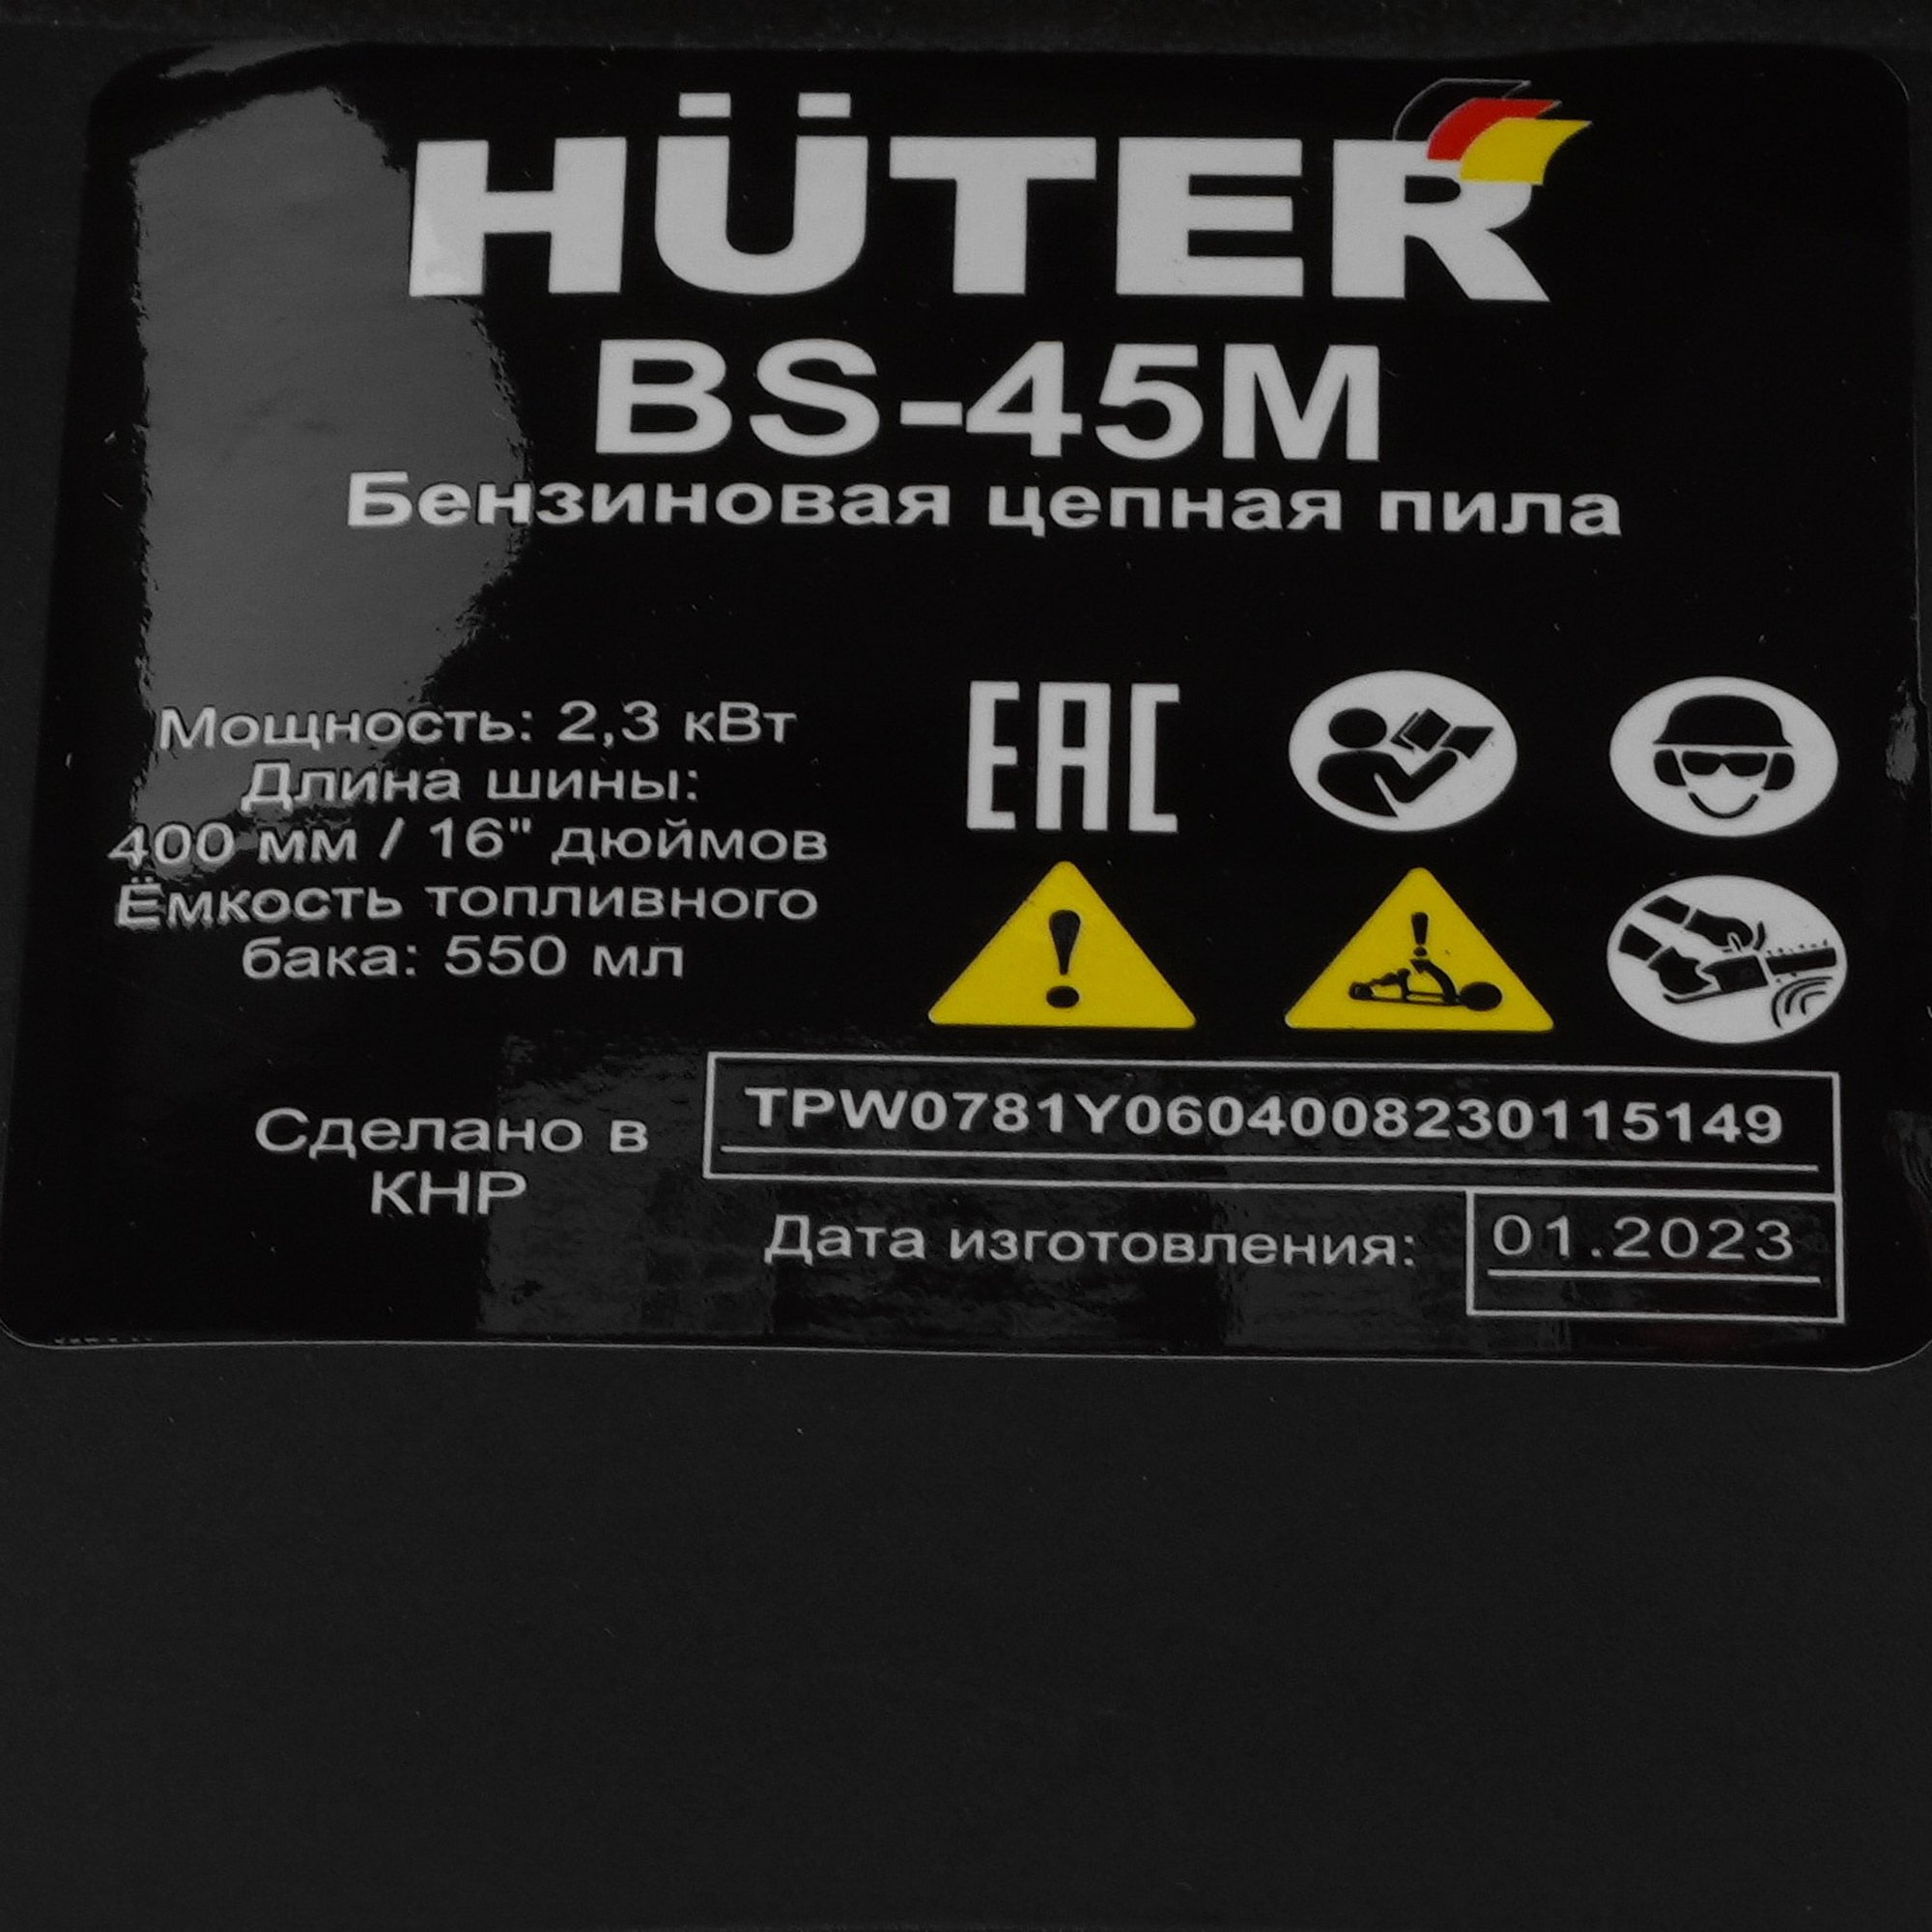 HÜTER
BS-45M
Бензиновая цепная пила
Мощность: 2,3 кВт
Длина шины:
400 мм / 16" дюймов
Ёмкость топливного
бака: 550 мл
EAC
Сделано в
КНР
TPW0781Y0604008230115149
Дата изготовления: 01.2023